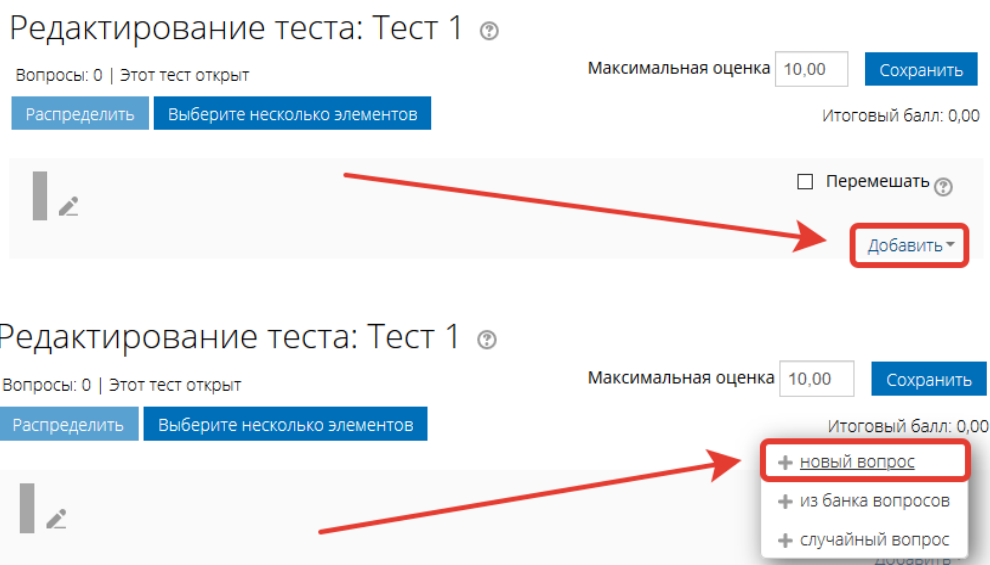 Редактирование теста: Тест 1
Вопросы: 0 | Этот тест открыт
Максимальная оценка 10,00 Сохранить
Распределить Выберите несколько элементов
Итоговый балл: 0,00
Перемешать
Добавить
Редактирование теста: Тест 1
Вопросы: 0 | Этот тест открыт
Максимальная оценка 10,00 Сохранить
Распределить Выберите несколько элементов
Итоговый балл: 0,00
+ новый вопрос
+ из банка вопросов
+ случайный вопрос
Добавить